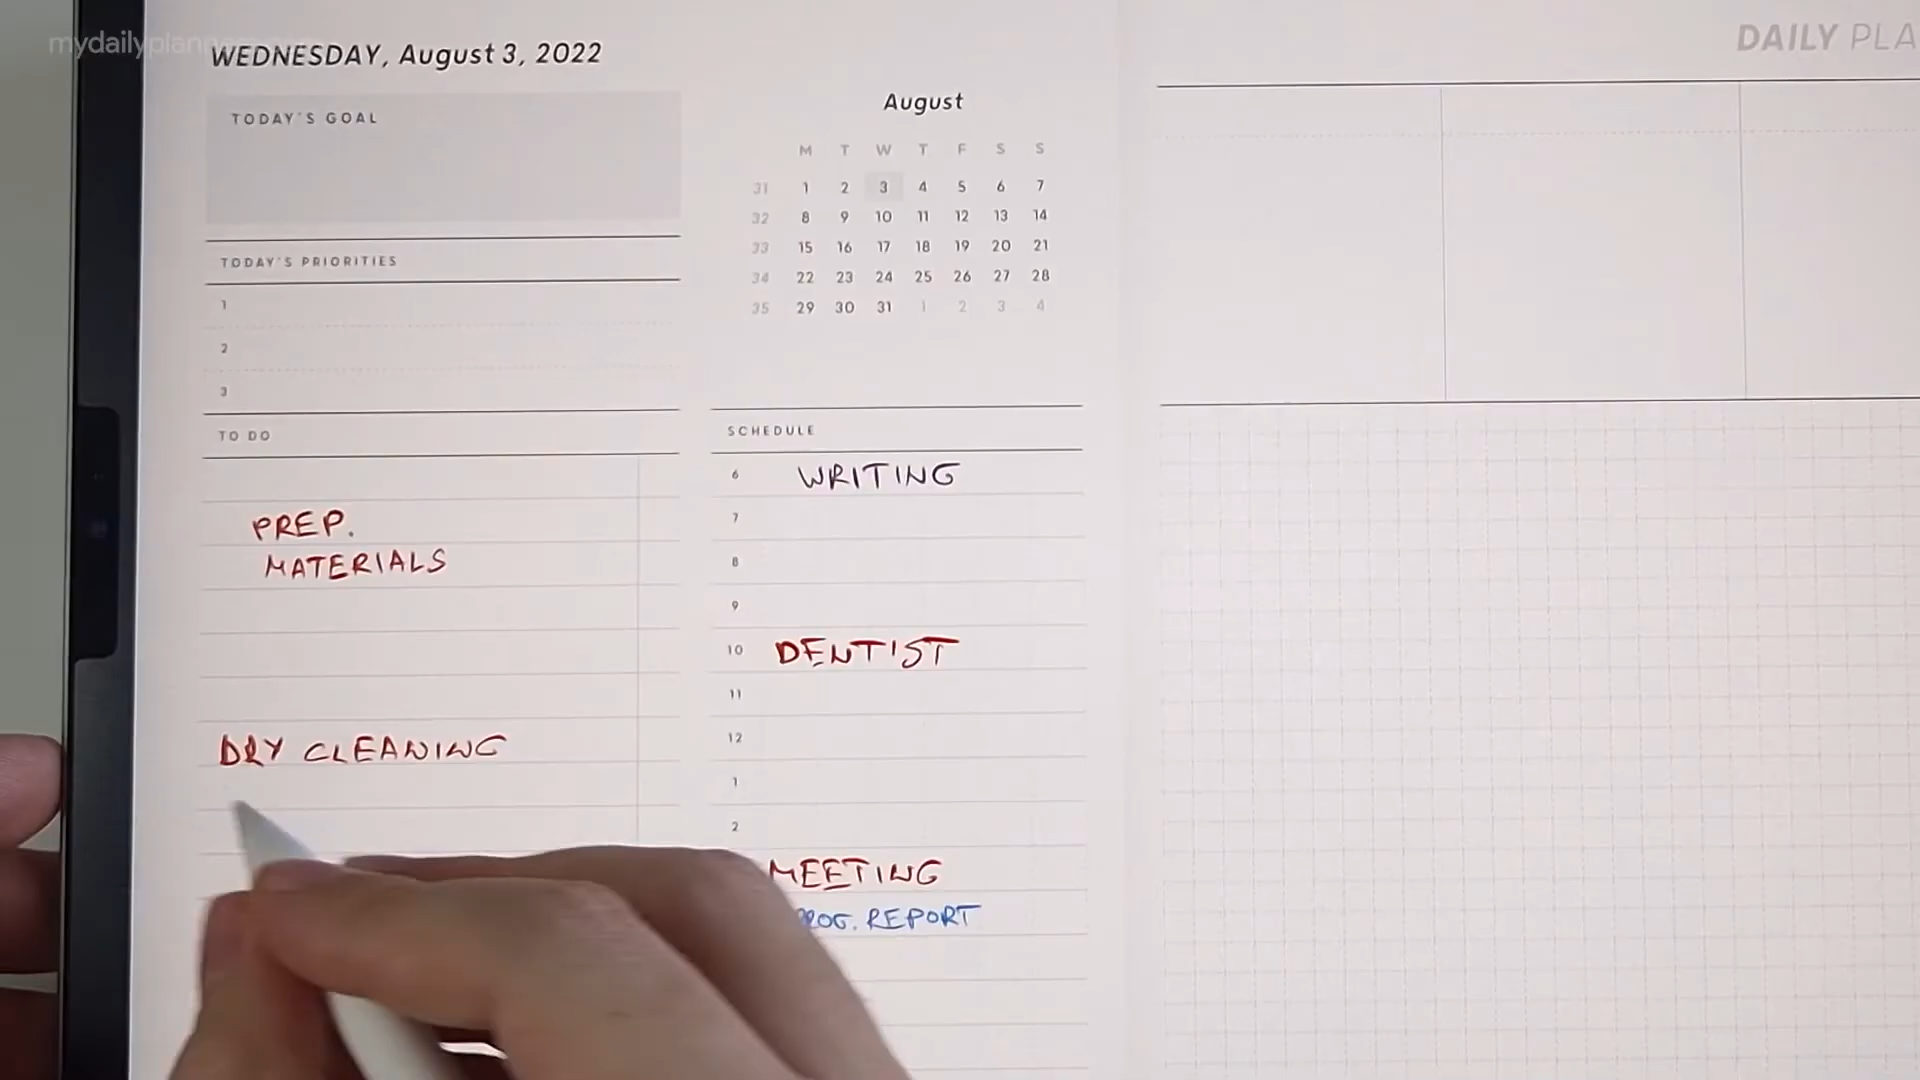 mydailyplanner.com
WEDNESDAY, August 3, 2022
DAILY PLA
TODAY'S GOAL
TODAY'S PRIORITIES
1
2
3
August
M T W T F S S
31 1 2 3 4 5 6 7
32 8 9 10 11 12 13 14
33 15 16 17 18 19 20 21
34 22 23 24 25 26 27 28
35 29 30 31 1 2 3 4
TO DO
PREP.
MATERIALS
DRY CLEANING
SCHEDULE
6 WRITING
7
8
9
10 DENTIST
11
12
1
2
MEETING
ROG. REPORT